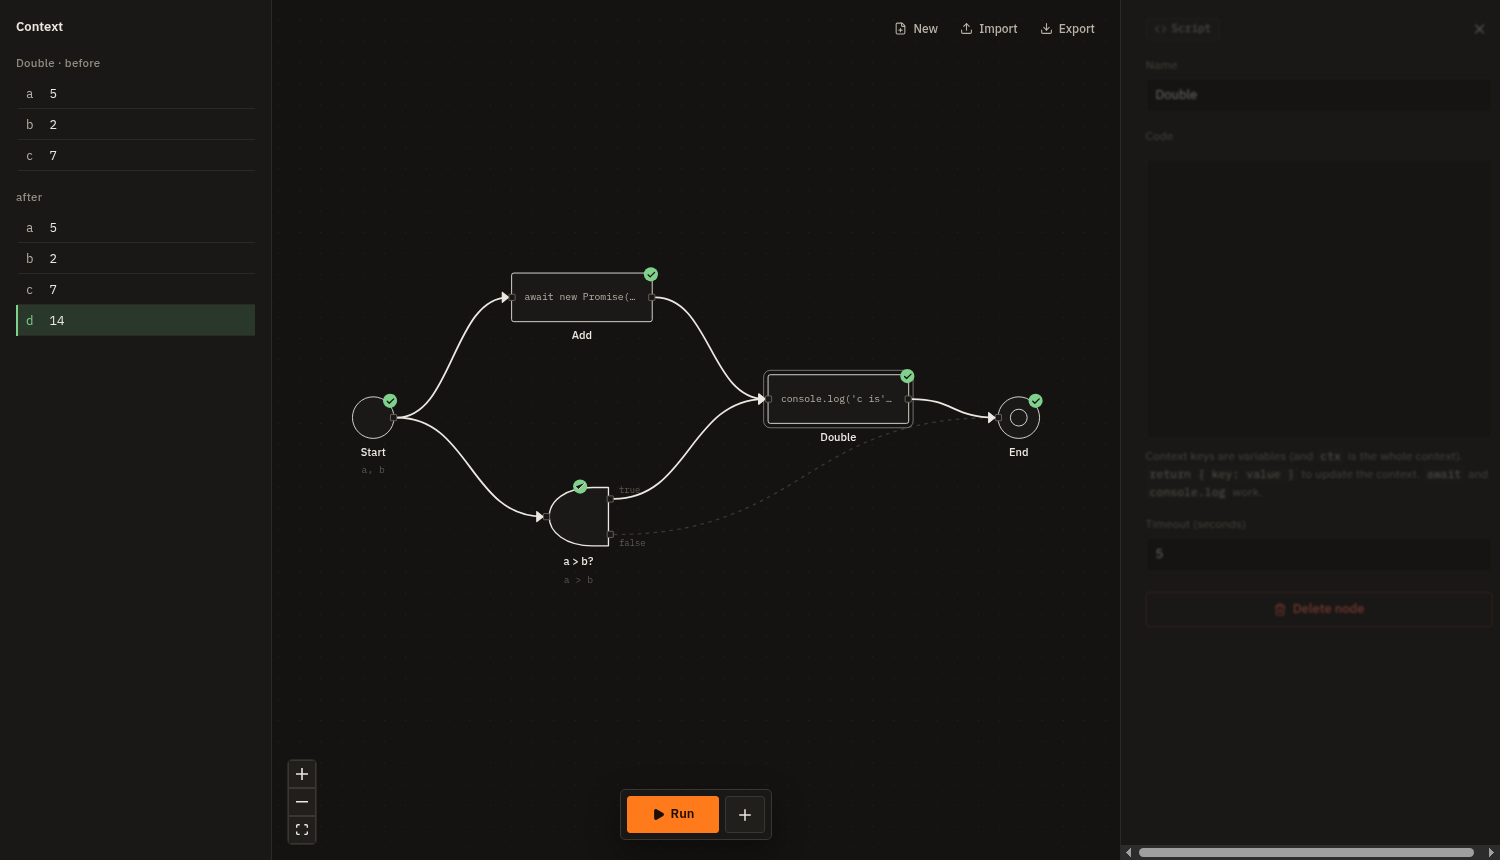 Context
Double · before
a 5
b 2
c 7
after
a 5
b 2
c 7
d 14
New
Import
Export
await new Promise(…
Add
console.log('c is'…
Double
Start
a, b
true
false
a > b?
a > b
End
Run
Script
Name
Double
Code
Context keys are variables (and ctx is the whole context).
return { key: value } to update the context. await and
console.log work.
Timeout (seconds)
5
Delete node